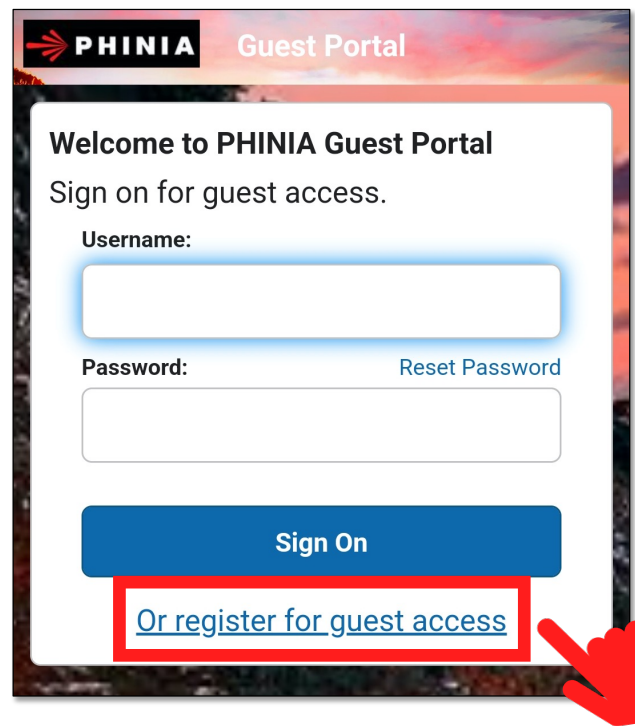 PHINIA Guest Portal
Welcome to PHINIA Guest Portal
Sign on for guest access.
Username:
Password: Reset Password
Sign On
Or register for guest access